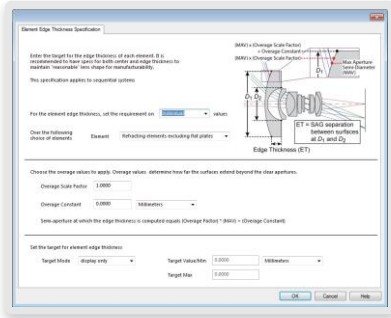 Element Edge Thickness Specification
Enter the target for the edge thickness of each element. It is
recommended to have specs for both center and edge thickness to
maintain 'reasonable' lens shape for manufacturability.
This specification applies to sequential systems
(MAV) x (Overage Scale Factor)
+ Overage Constant
(MAV) x (Overage Scale Factor)
Max Aperture
Semi-Diameter
(MAV)
D1
D1 D2
ET = SAG separation
between surfaces
at D1 and D2
Edge Thickness (ET)
For the element edge thickness, set the requirement on individual values
Over the following
choice of elements
Element Refracting elements excluding flat plates
Choose the overage values to apply. Overage values determine how far the surfaces extend beyond the clear apertures.
Overage Scale Factor 1.0000
Overage Constant 0.0000 Millimeters
Semi-aperture at which the edge thickness is computed equals (Overage Factor) * (MAV) + (Overage Constant)
Set the target for element edge thickness
Target Mode display only Target Value/Min 0.0000 Millimeters
Target Max 0.0000
OK Cancel Help